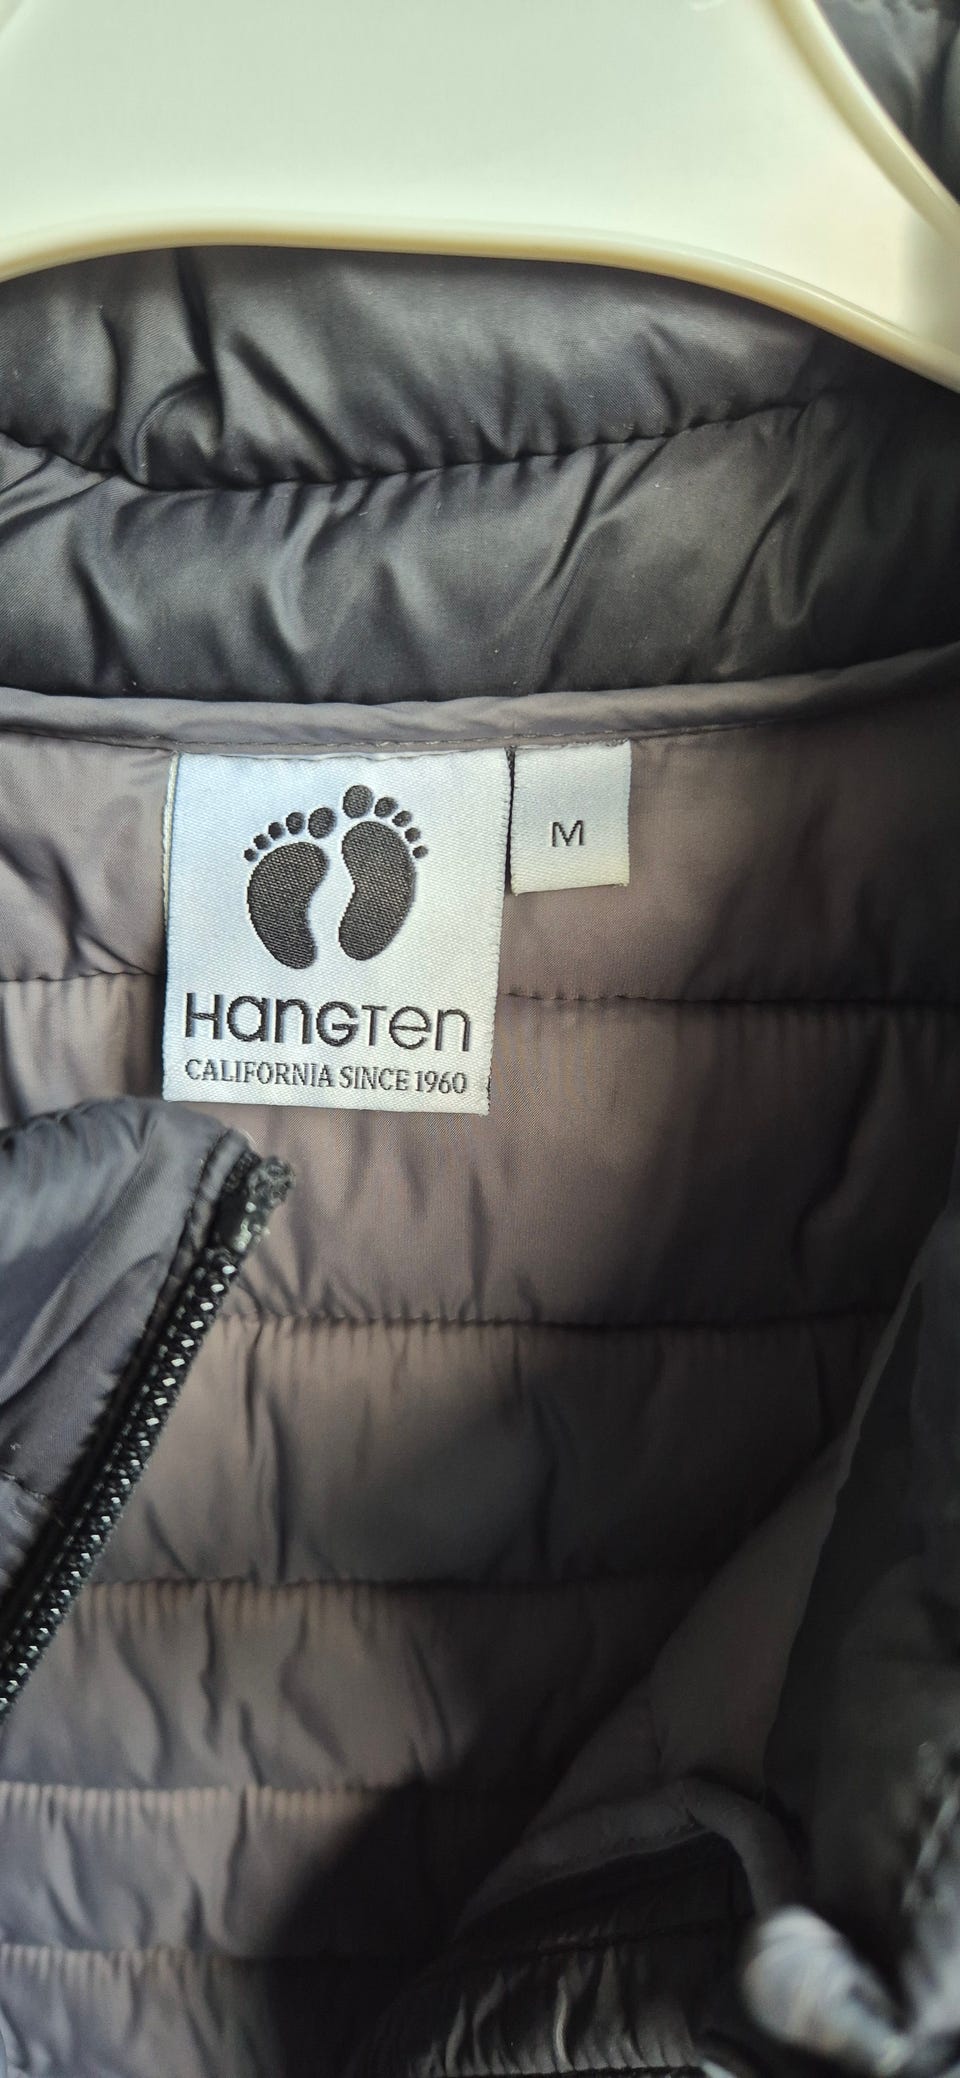 HANGTEN
CALIFORNIA SINCE 1960
M